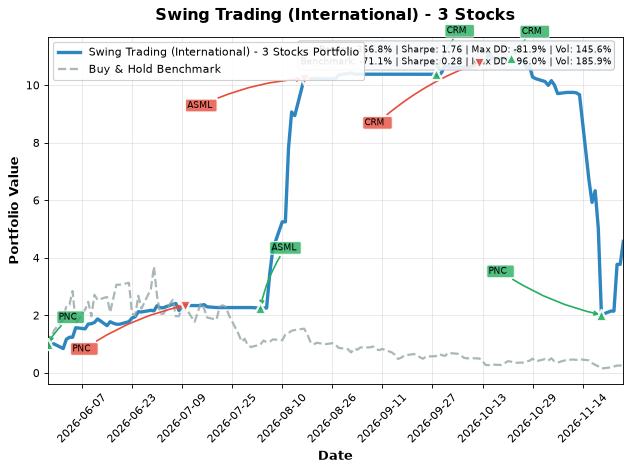 Swing Trading (International) - 3 Stocks
CRM
CRM
Swing Trading (International) - 3 Stocks Portfolio
Buy & Hold Benchmark
| Sharpe: 1.76 | Max DD: -81.9% | Vol: 145.6%
-71.1% | Sharpe: 0.28 | Max DD: -96.0% | Vol: 185.9%
ASML
CRM
ASML
PNC
PNC
PNC
Portfolio Value
10
8
6
4
2
0
2026-06-07
2026-06-23
2026-07-09
2026-07-25
2026-08-10
2026-08-26
2026-09-11
2026-09-27
2026-10-13
2026-10-29
2026-11-14
Date